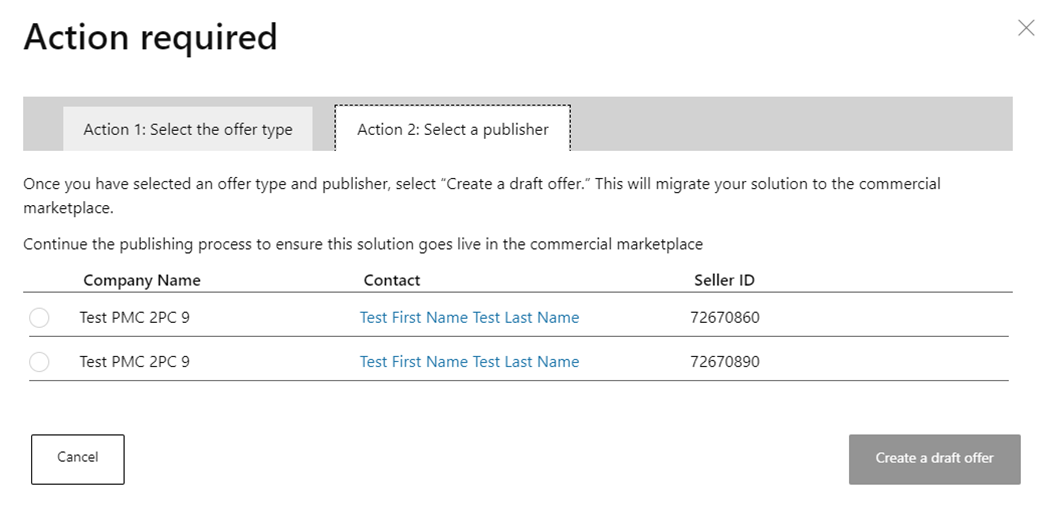 Action required
Action 1: Select the offer type
Action 2: Select a publisher
Once you have selected an offer type and publisher, select “Create a draft offer.” This will migrate your solution to the commercial
marketplace.
Continue the publishing process to ensure this solution goes live in the commercial marketplace
Company Name Contact Seller ID
Test PMC 2PC 9 Test First Name Test Last Name 72670860
Test PMC 2PC 9 Test First Name Test Last Name 72670890
Cancel Create a draft offer